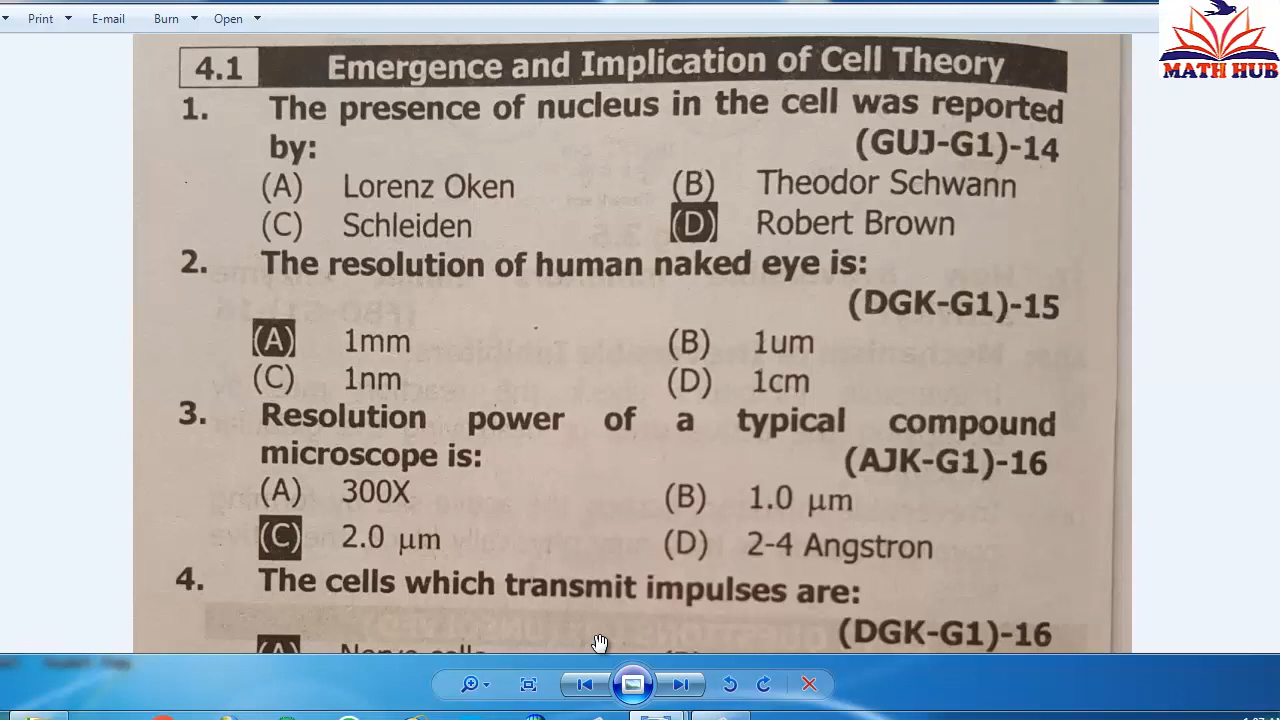 Print
E-mail
Burn
Open
MATH HUB
4.1 Emergence and Implication of Cell Theory
1. The presence of nucleus in the cell was reported
by: (GUJ-G1)-14
(A) Lorenz Oken (B) Theodor Schwann
(C) Schleiden (D) Robert Brown
2. The resolution of human naked eye is:
(DGK-G1)-15
(A) 1mm (B) 1um
(C) 1nm (D) 1cm
3. Resolution power of a typical compound
microscope is: (AJK-G1)-16
(A) 300X (B) 1.0 μm
(C) 2.0 μm (D) 2-4 Angstron
4. The cells which transmit impulses are:
(DGK-G1)-16
(A) Nerve cells